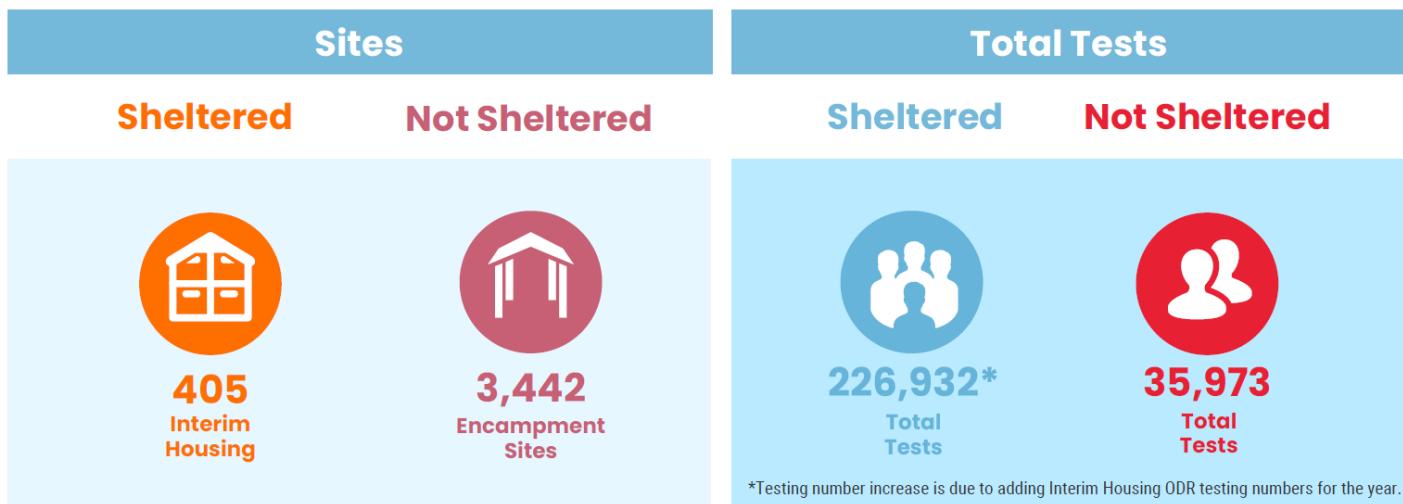 Sites
Sheltered
Not Sheltered
405
Interim
Housing
3,442
Encampment
Sites
Total Tests
Sheltered
Not Sheltered
226,932*
Total
Tests
35,973
Total
Tests
*Testing number increase is due to adding Interim Housing ODR testing numbers for the year.